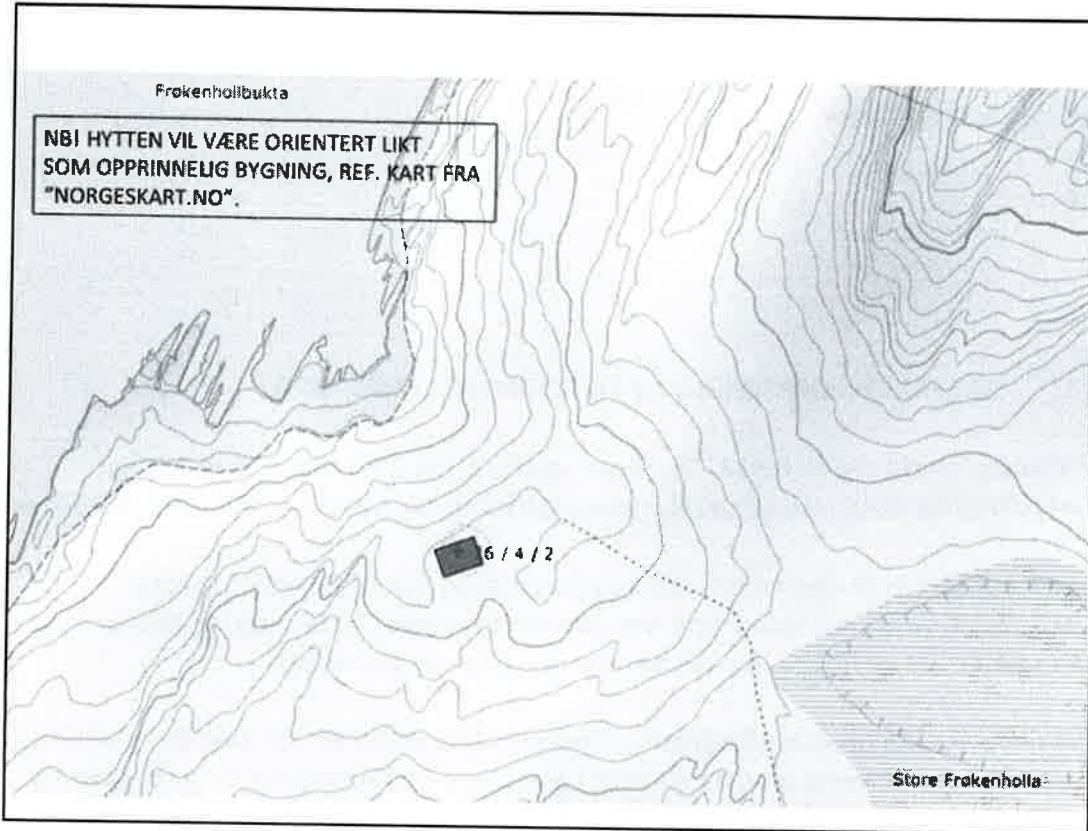 Frøkenhollbukta
NB! HYTTEN VIL VÆRE ORIENTERT LIKT
SOM OPPRINNELIG BYGNING, REF. KART FRA
"NORGESKART.NO".
6 / 4 / 2
Store Frøkenholla